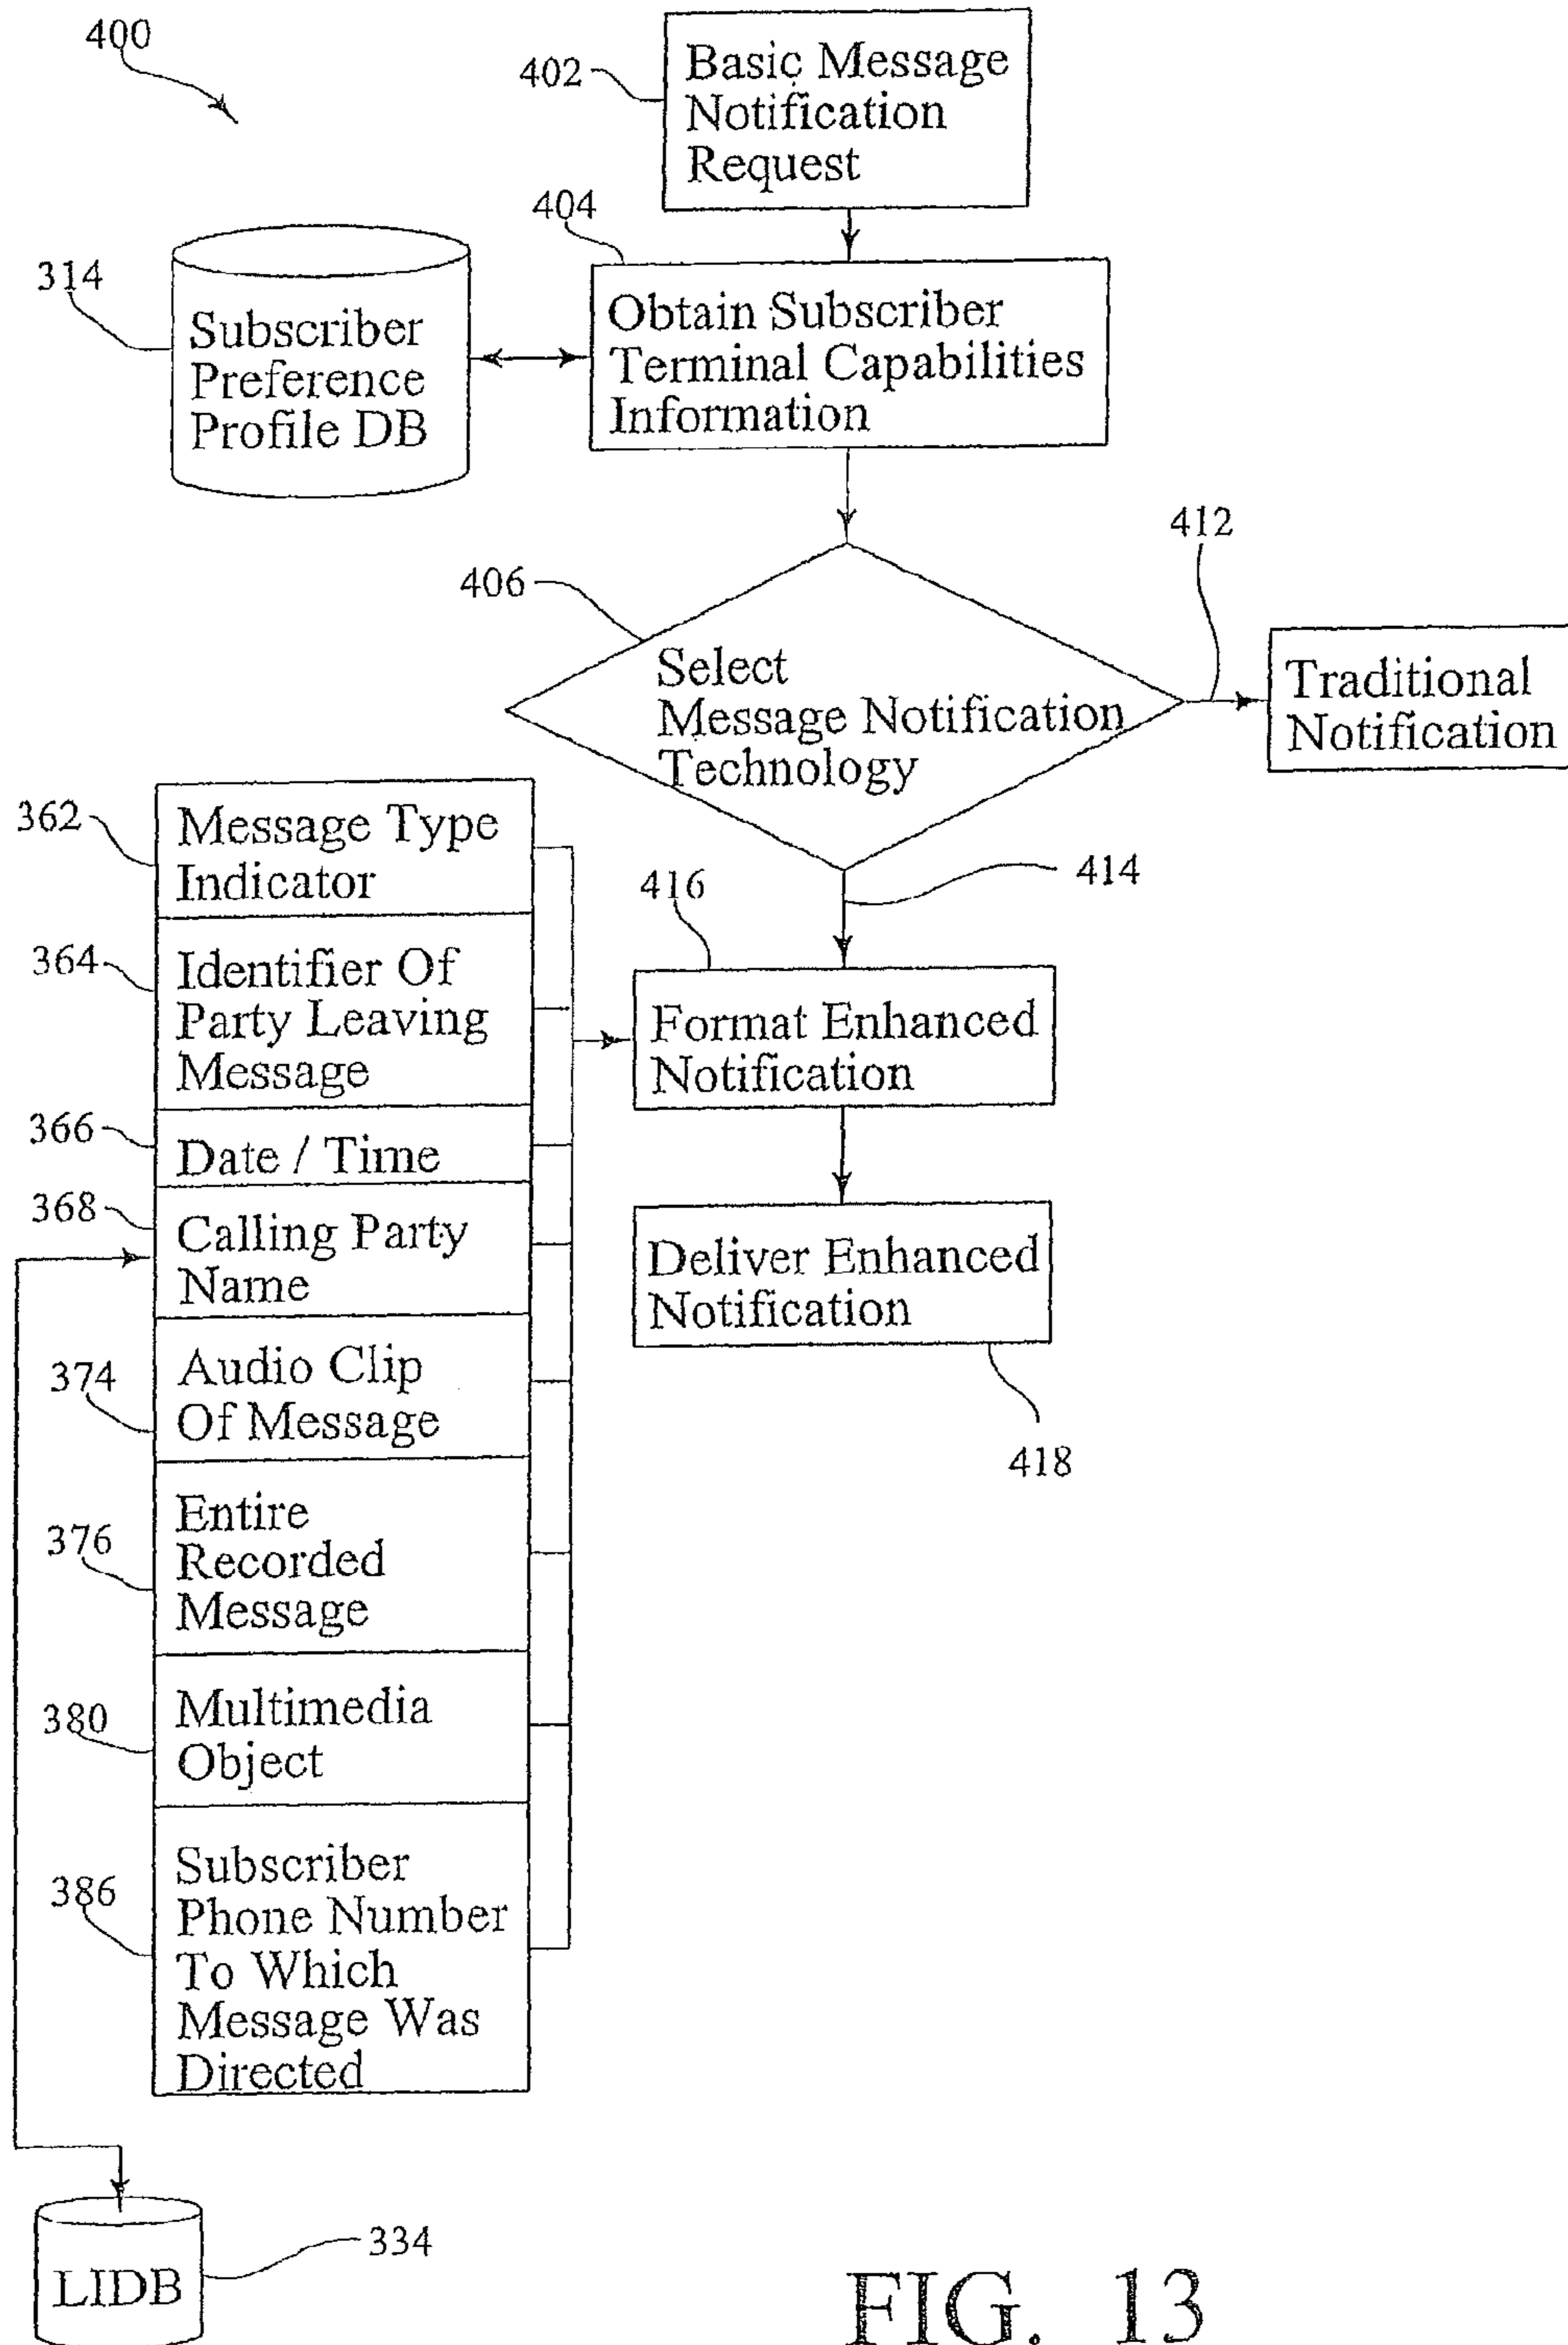 400
402
Basic Message
Notification
Request
404
314
Subscriber
Preference
Profile DB
Obtain Subscriber
Terminal Capabilities
Information
412
406
Select
Message Notification
Technology
Traditional
Notification
414
416
Format Enhanced
Notification
Deliver Enhanced
Notification
418
362
Message Type
Indicator
364
Identifier Of
Party Leaving
Message
366
Date / Time
368
Calling Party
Name
374
Audio Clip
Of Message
376
Entire
Recorded
Message
380
Multimedia
Object
386
Subscriber
Phone Number
To Which
Message Was
Directed
334
LIDB
FIG. 13